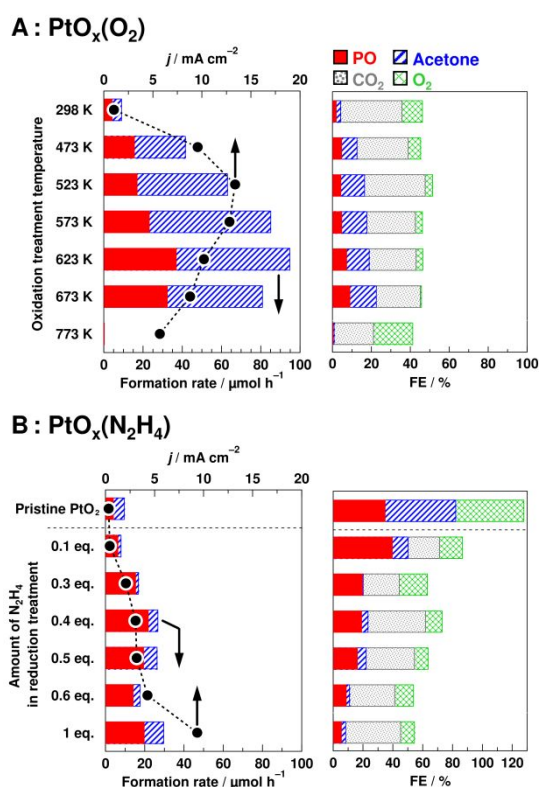 A : PtOₓ(O₂)
j / mA cm⁻²
0 5 10 15 20
PO Acetone
CO₂ O₂
Oxidation treatment temperature
298 K
473 K
523 K
573 K
623 K
673 K
773 K
0 20 40 60 80 100
Formation rate / µmol h⁻¹
0 20 40 60 80 100
FE / %
B : PtOₓ(N₂H₄)
j / mA cm⁻²
0 5 10 15 20
Amount of N₂H₄
in reduction treatment
Pristine PtO₂
0.1 eq.
0.3 eq.
0.4 eq.
0.5 eq.
0.6 eq.
1 eq.
0 20 40 60 80 100
Formation rate / µmol h⁻¹
0 20 40 60 80 100 120
FE / %